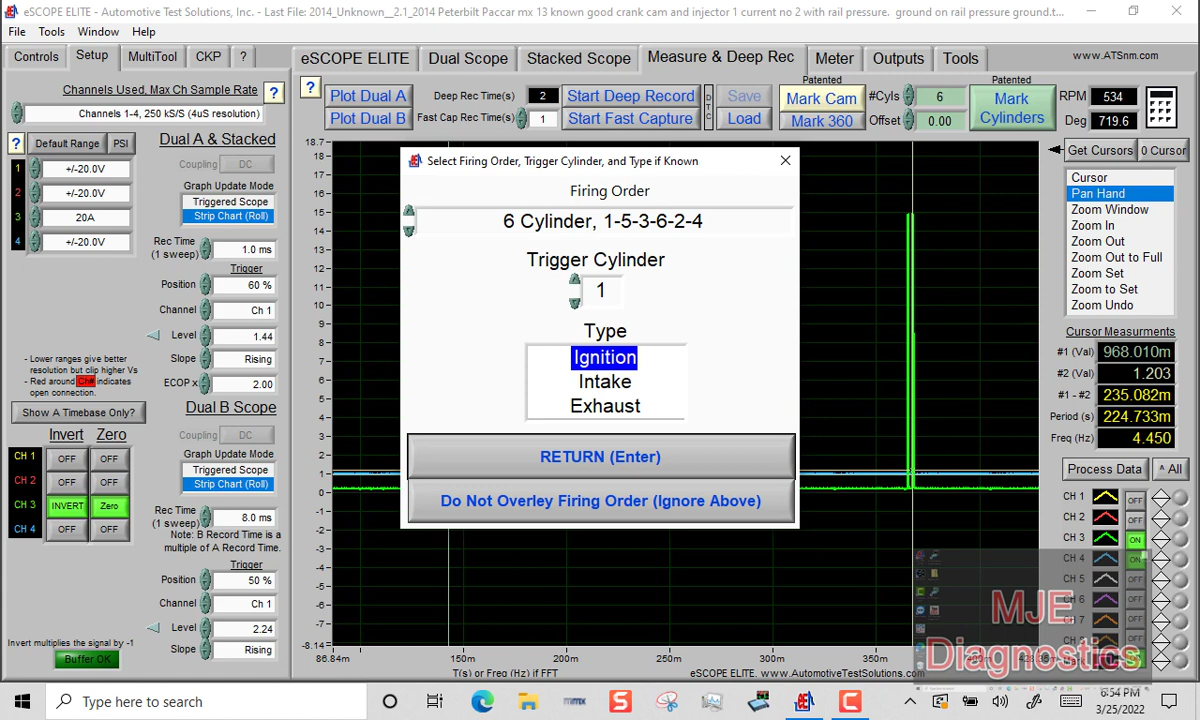 eSCOPE ELITE - Automotive Test Solutions, Inc. - Last File: 2014_Unknown__2.1_2014 Peterbilt Paccar mx 13 known good crank cam and injector 1 current no 2 with rail pressure.  ground on rail pressure ground.t...
File Tools Window Help
Controls Setup MultiTool CKP ?
eSCOPE ELITE Dual Scope Stacked Scope Measure & Deep Rec Meter Outputs Tools www.ATSnm.com
Channels Used, Max Ch Sample Rate ?
Channels 1-4, 250 kS/S (4uS resolution)
? Default Range PSI Dual A & Stacked
1 +/-20.0V
2 +/-20.0V
3 20A
4 +/-20.0V
Coupling DC
Graph Update Mode
Triggered Scope
Strip Chart (Roll)
Rec Time
(1 sweep) 1.0 ms
Trigger
Position 60 %
Channel Ch 1
Level 1.44
Slope Rising
ECOP x 2.00
- Lower ranges give better
resolution but clip higher Vs
- Red around Ch# indicates
open connection.
Show A Timebase Only? Dual B Scope
Invert Zero
CH 1 OFF OFF
CH 2 OFF OFF
CH 3 INVERT Zero
CH 4 OFF OFF
Coupling DC
Graph Update Mode
Triggered Scope
Strip Chart (Roll)
Rec Time
(1 sweep) 8.0 ms
Note: B Record Time is a
multiple of A Record Time.
Trigger
Position 50 %
Channel Ch 1
Level 2.24
Slope Rising
Invert multiplies the signal by -1
Buffer OK
? Plot Dual A Deep Rec Time(s) 2 Start Deep Record
Plot Dual B Fast Cap Rec Time(s) 1 Start Fast Capture
D
T
C
Save
Load
Patented
Mark Cam
Mark 360
#Cyls 6
Offset 0.00
Patented
Mark
Cylinders
RPM 534
Deg 719.6
18.7
18
17
16
15
14
13
12
11
10
9
8
7
6
5
4
3
2
1
0
-1
-2
-3
-4
-5
-6
-7
-8.14
86.84m 150m 200m 250m 300m 350m 400m
T(s) or Freq (Hz) if FFT eSCOPE ELITE. www.AutomotiveTestSolutions.com
Select Firing Order, Trigger Cylinder, and Type if Known
Firing Order
6 Cylinder, 1-5-3-6-2-4
Trigger Cylinder
1
Type
Ignition
Intake
Exhaust
RETURN (Enter)
Do Not Overley Firing Order (Ignore Above)
Get Cursors 0 Cursor
Cursor
Pan Hand
Zoom Window
Zoom In
Zoom Out
Zoom Out to Full
Zoom Set
Zoom to Set
Zoom Undo
Cursor Measurments
#1 (Val) 968.010m
#2 (Val) 1.203
#1 - #2 235.082m
Period (s) 224.733m
Freq (Hz) 4.450
Process Data ^ All
CH 1 OFF
CH 2 OFF
CH 3 ON
CH 4 ON
CH 5 OFF
CH 6 OFF
CH 7 OFF
MJE
Diagnostics
Type here to search
6:54 PM
3/25/2022